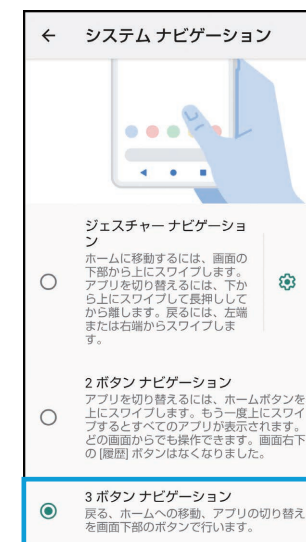 システム ナビゲーション
ジェスチャー ナビゲーショ
ン
ホームに移動するには、画面の
下部から上にスワイプします。
アプリを切り替えるには、下か
ら上にスワイプして長押しして
から離します。戻るには、左端
または右端からスワイプしま
す。
2 ボタン ナビゲーション
アプリを切り替えるには、ホームボタンを
上にスワイプします。もう一度上にスワイ
プするとすべてのアプリが表示されます。
どの画面からでも操作できます。画面右下
の [履歴] ボタンはなくなりました。
3 ボタン ナビゲーション
戻る、ホームへの移動、アプリの切り替え
を画面下部のボタンで行います。